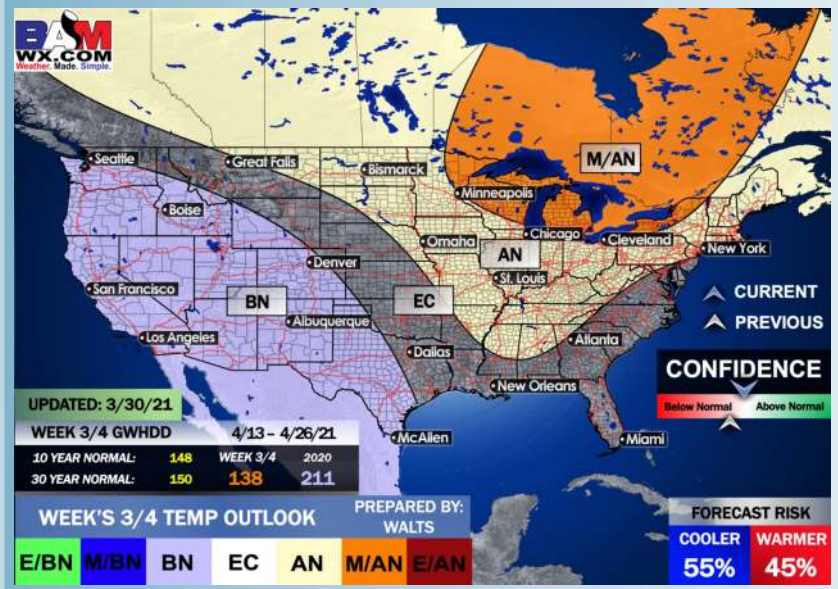 BAM
WX.COM
Weather. Made. Simple.
Seattle
Great Falls
Bismarck
M/AN
Minneapolis
Boise
Omaha
Chicago
Cleveland
New York
AN
Denver
St. Louis
San Francisco
BN
EC
CURRENT
Albuquerque
PREVIOUS
Los Angeles
Atlanta
Dallas
CONFIDENCE
New Orleans
Below Normal Above Normal
UPDATED: 3/30/21
WEEK 3/4 GWHDD 4/13 – 4/26/21
McAllen
Miami
10 YEAR NORMAL: 148 WEEK 3/4 2020
30 YEAR NORMAL: 150 138 211
WEEK'S 3/4 TEMP OUTLOOK
PREPARED BY:
WALTS
FORECAST RISK
COOLER WARMER
55% 45%
E/BN M/BN BN EC AN M/AN E/AN